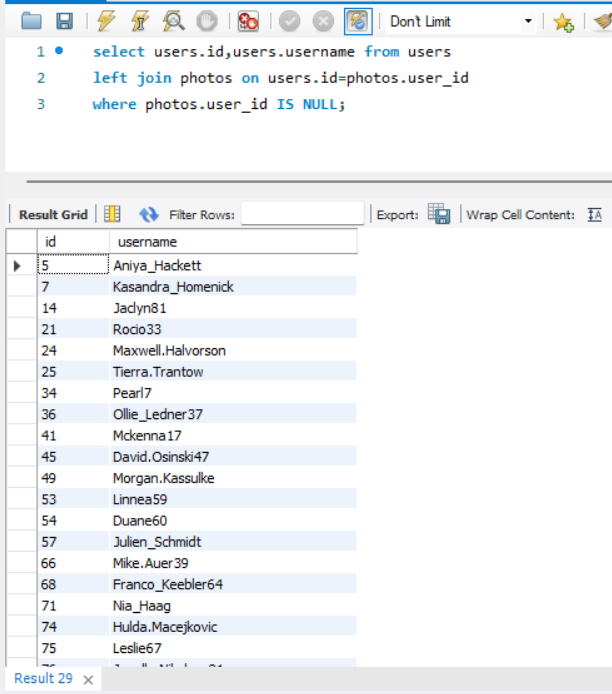 Don't Limit
1 select users.id,users.username from users
2 left join photos on users.id=photos.user_id
3 where photos.user_id IS NULL;
Result Grid Filter Rows: Export: Wrap Cell Content: IA
id username
5 Aniya_Hackett
7 Kasandra_Homenick
14 Jaclyn81
21 Rocio33
24 Maxwell.Halvorson
25 Tierra.Trantow
34 Pearl7
36 Ollie_Ledner37
41 Mckenna17
45 David.Osinski47
49 Morgan.Kassulke
53 Linnea59
54 Duane60
57 Julien_Schmidt
66 Mike.Auer39
68 Franco_Keebler64
71 Nia_Haag
74 Hulda.Macejkovic
75 Leslie67
Result 29